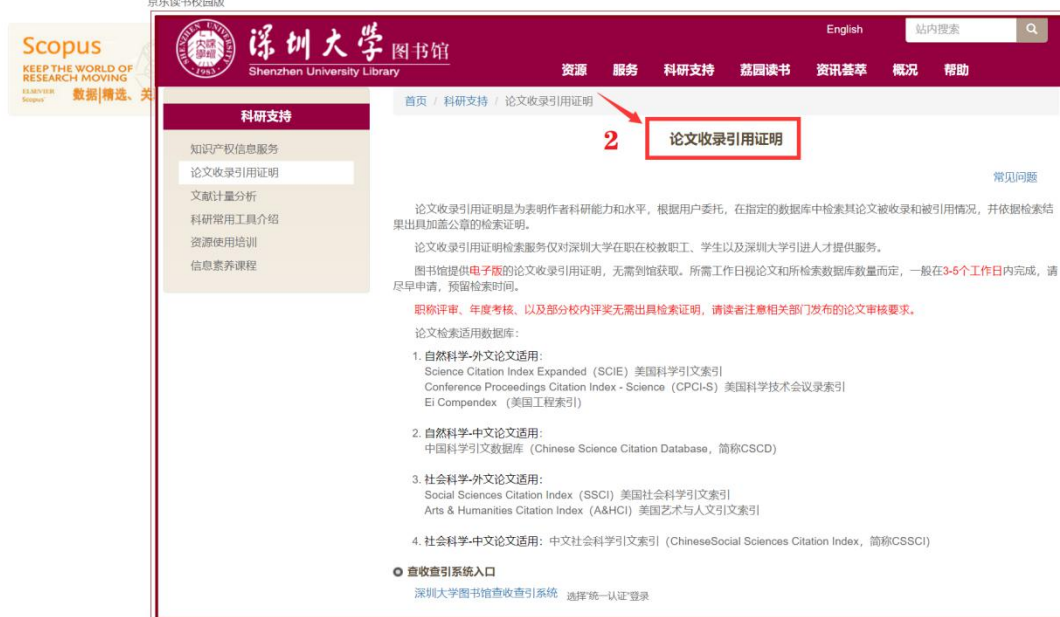 京东读书校园版
Scopus
KEEP THE WORLD OF
RESEARCH MOVING
ELSEVIER
Scopus
数据|精选、关
深圳大学 图书馆
Shenzhen University Library
1983
English
站内搜索
资源 服务 科研支持 荔园读书 资讯荟萃 概况 帮助
科研支持
知识产权信息服务
论文收录引用证明
文献计量分析
科研常用工具介绍
资源使用培训
信息素养课程
首页 / 科研支持 / 论文收录引用证明
2
论文收录引用证明
常见问题
论文收录引用证明是为表明作者科研能力和水平，根据用户委托，在指定的数据库中检索其论文被收录和被引用情况，并依据检索结
果出具加盖公章的检索证明。
论文收录引用证明检索服务仅对深圳大学在职在校教职工、学生以及深圳大学引进人才提供服务。
图书馆提供电子版的论文收录引用证明，无需到馆获取。所需工作日视论文和所检索数据库数量而定，一般在3-5个工作日内完成，请
尽早申请，预留检索时间。
职称评审、年度考核、以及部分校内评奖无需出具检索证明，请读者注意相关部门发布的论文审核要求。
论文检索适用数据库：
1. 自然科学-外文论文适用：
Science Citation Index Expanded（SCIE）美国科学引文索引
Conference Proceedings Citation Index - Science（CPCI-S）美国科学技术会议录索引
Ei Compendex （美国工程索引）
2. 自然科学-中文论文适用：
中国科学引文数据库（Chinese Science Citation Database，简称CSCD）
3. 社会科学-外文论文适用：
Social Sciences Citation Index（SSCI）美国社会科学引文索引
Arts & Humanities Citation Index（A&HCI）美国艺术与人文引文索引
4. 社会科学-中文论文适用：中文社会科学引文索引（ChineseSocial Sciences Citation Index，简称CSSCI）
查收查引系统入口
深圳大学图书馆查收查引系统 选择“统一认证”登录